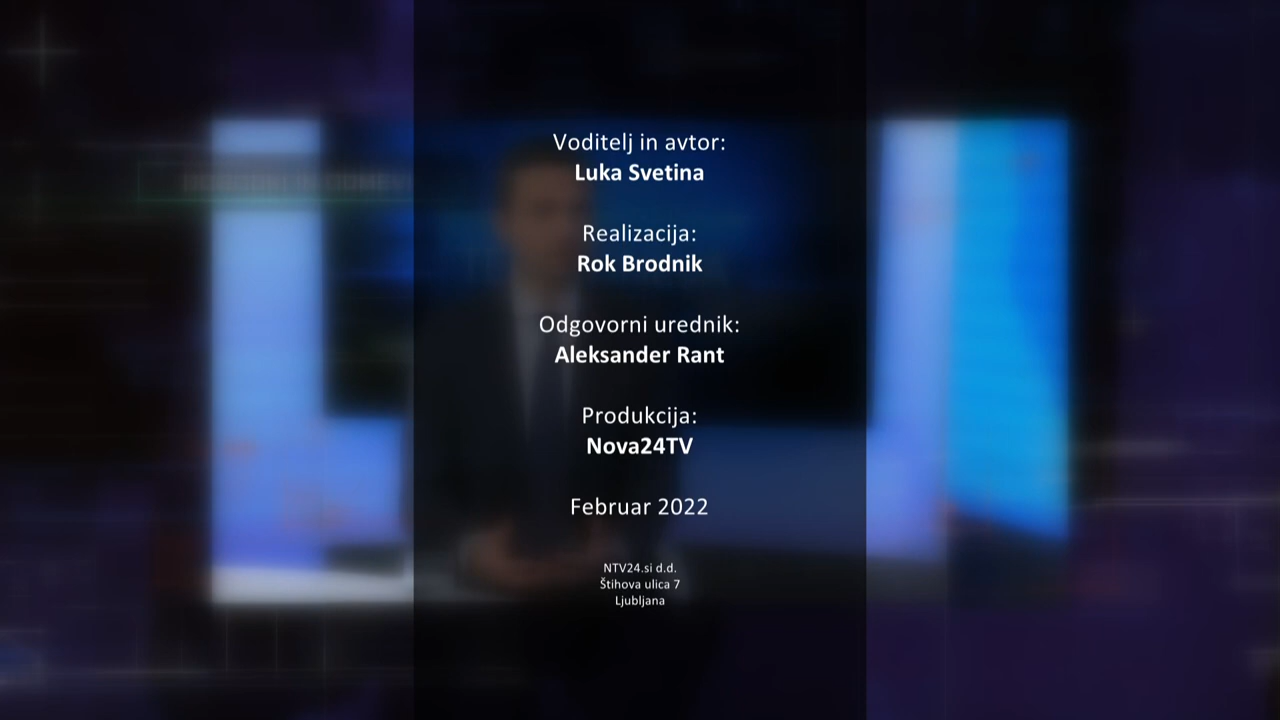 Voditelj in avtor:
Luka Svetina
Realizacija:
Rok Brodnik
Odgovorni urednik:
Aleksander Rant
Produkcija:
Nova24TV
Februar 2022
NTV24.si d.d.
Štihova ulica 7
Ljubljana